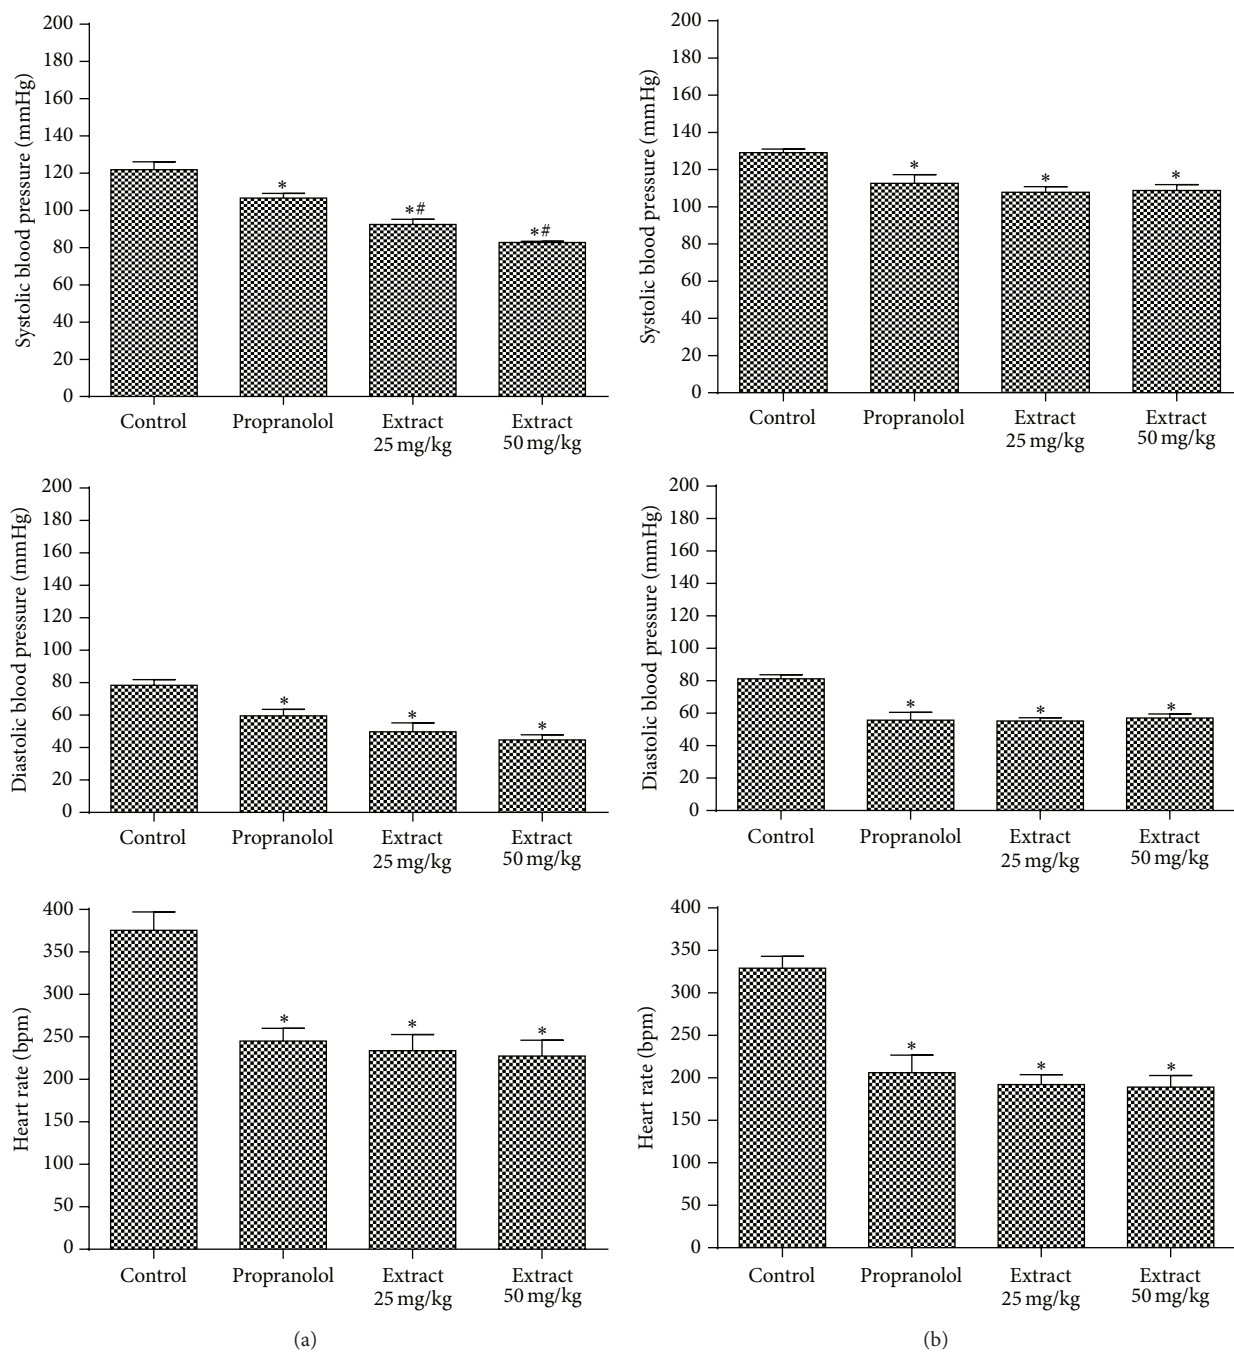 Systolic blood pressure (mmHg)
200
180
160
140
120
100
80
60
40
20
0
*
*#
*#
Control
Propranolol
Extract
25 mg/kg
Extract
50 mg/kg
Systolic blood pressure (mmHg)
200
180
160
140
120
100
80
60
40
20
0
*
*
*
Control
Propranolol
Extract
25 mg/kg
Extract
50 mg/kg
Diastolic blood pressure (mmHg)
200
180
160
140
120
100
80
60
40
20
0
*
*
*
Control
Propranolol
Extract
25 mg/kg
Extract
50 mg/kg
Diastolic blood pressure (mmHg)
200
180
160
140
120
100
80
60
40
20
0
*
*
*
Control
Propranolol
Extract
25 mg/kg
Extract
50 mg/kg
Heart rate (bpm)
400
350
300
250
200
150
100
50
0
*
*
*
Control
Propranolol
Extract
25 mg/kg
Extract
50 mg/kg
(a)
Heart rate (bpm)
400
350
300
250
200
150
100
50
0
*
*
*
Control
Propranolol
Extract
25 mg/kg
Extract
50 mg/kg
(b)